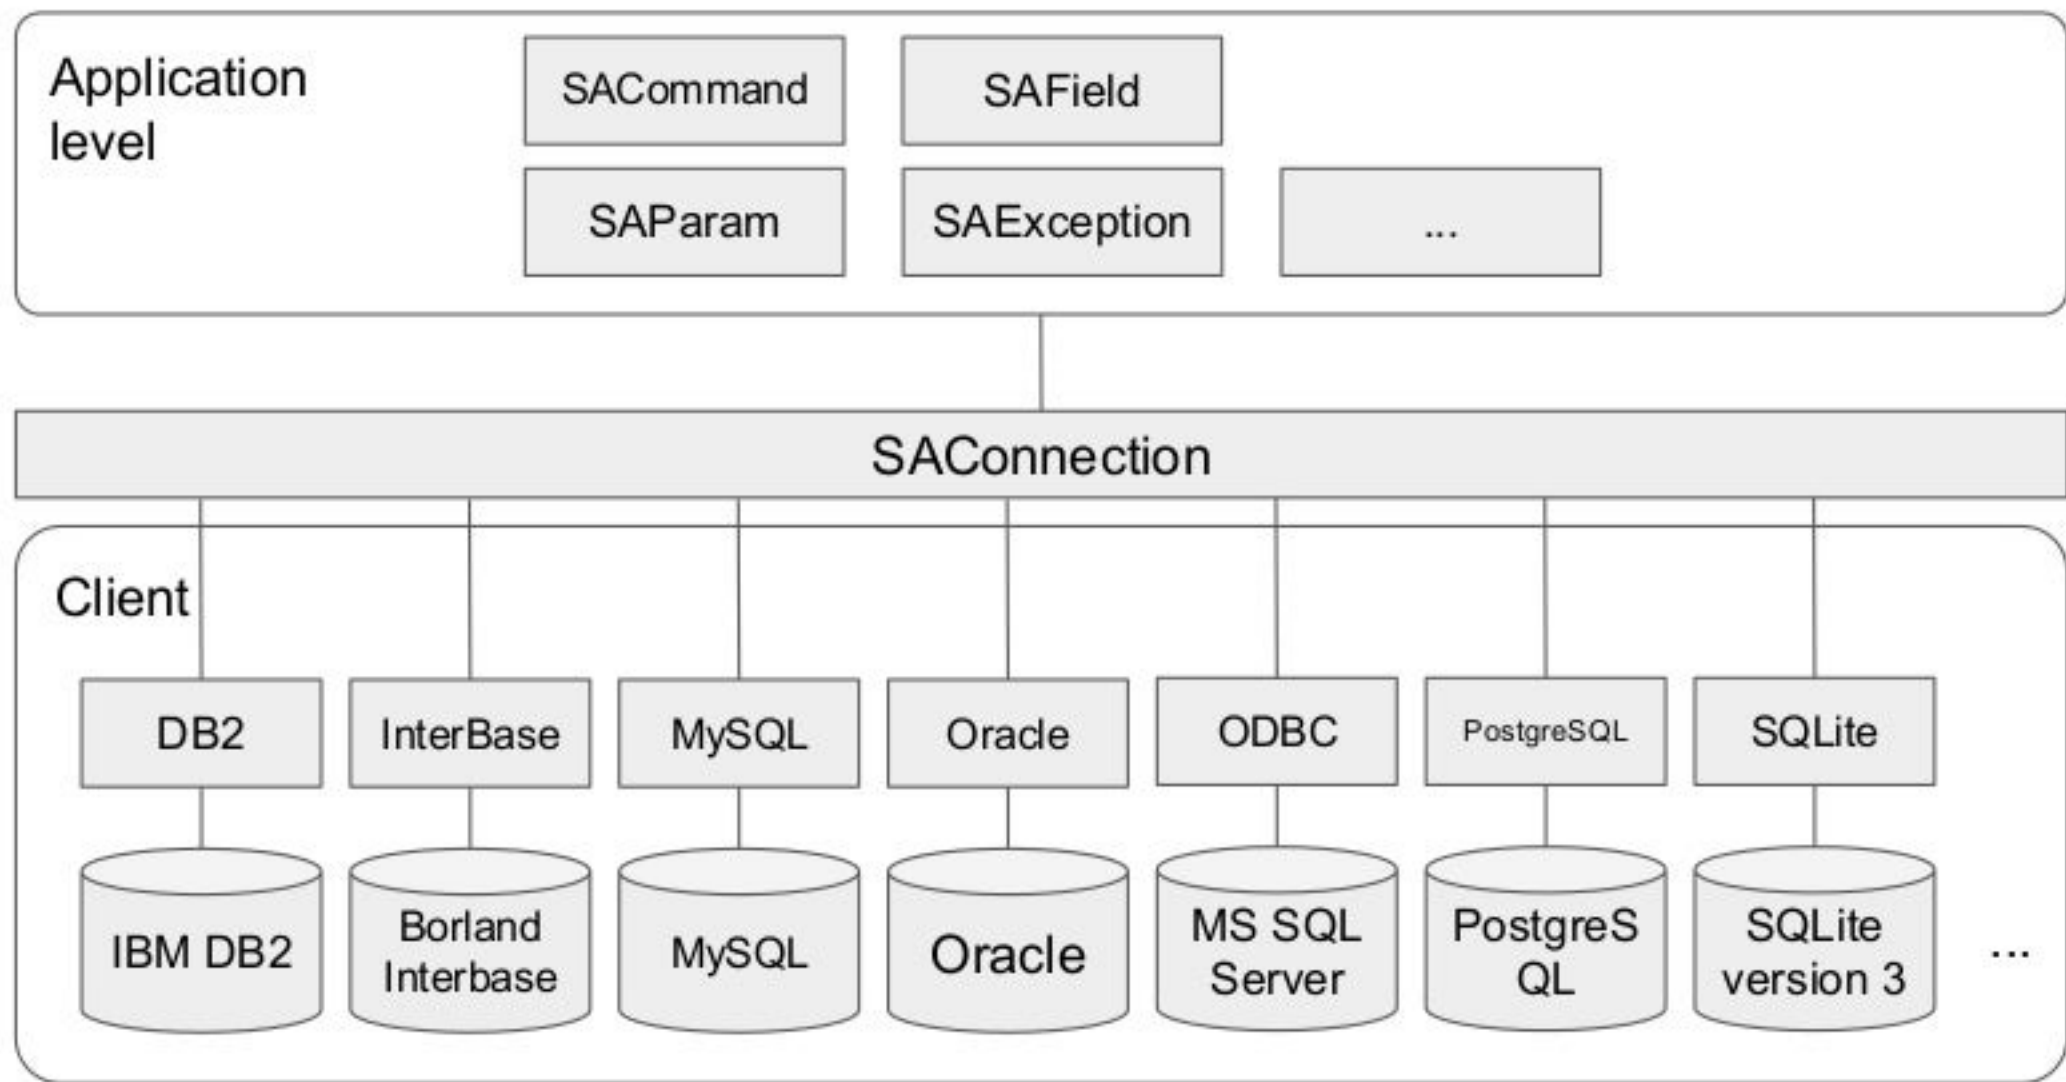 Application
level
SACommand
SAField
SAParam
SAException
...
SAConnection
Client
DB2
InterBase
MySQL
Oracle
ODBC
PostgreSQL
SQLite
IBM DB2
Borland
Interbase
MySQL
Oracle
MS SQL
Server
PostgreS
QL
SQLite
version 3
...